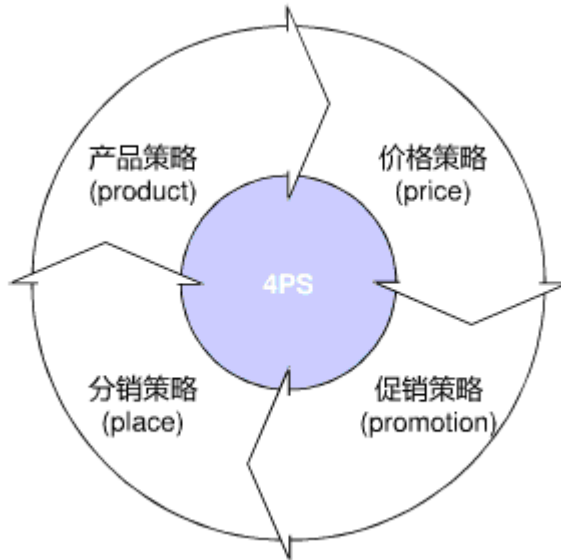 产品策略
(product)
价格策略
(price)
4PS
分销策略
(place)
促销策略
(promotion)